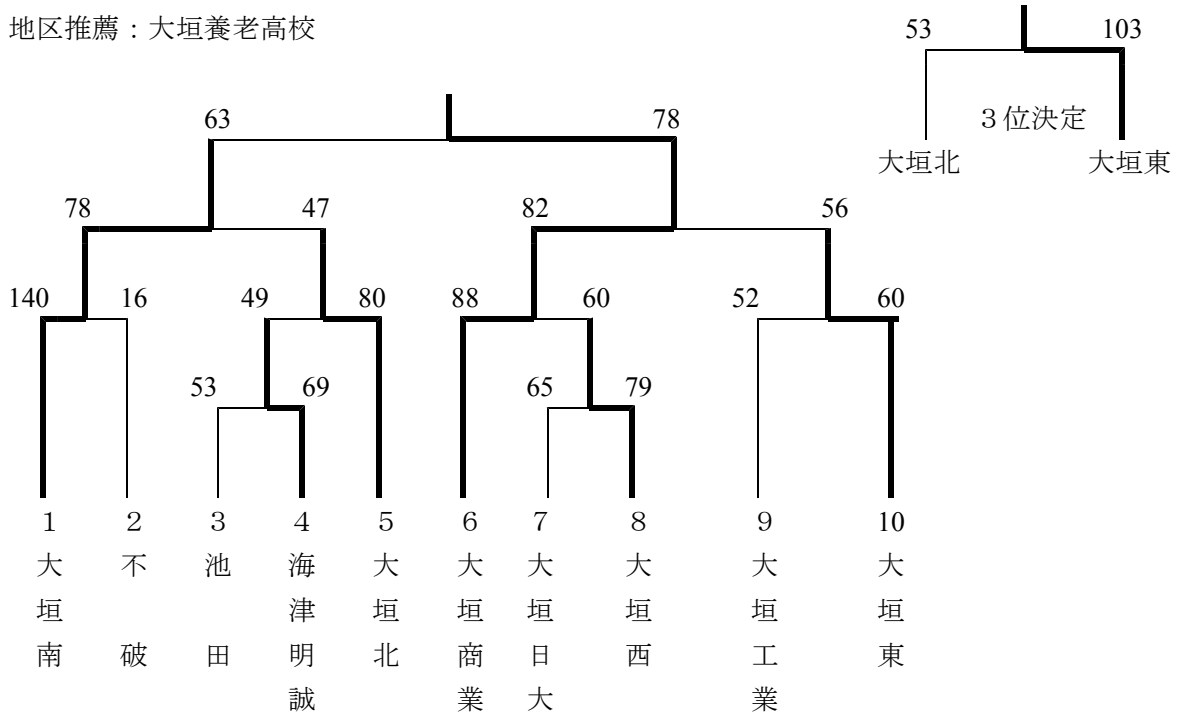 地区推薦：大垣養老高校
53 103
３位決定
大垣北 大垣東
63 78
78 47 82 56
140 16 49 80 88 60 52 60
53 69 65 79
１ ２ ３ ４ ５ ６ ７ ８ ９ 10
大垣南
不破
池田
海津明誠
大垣北
大垣商業
大垣日大
大垣西
大垣工業
大垣東